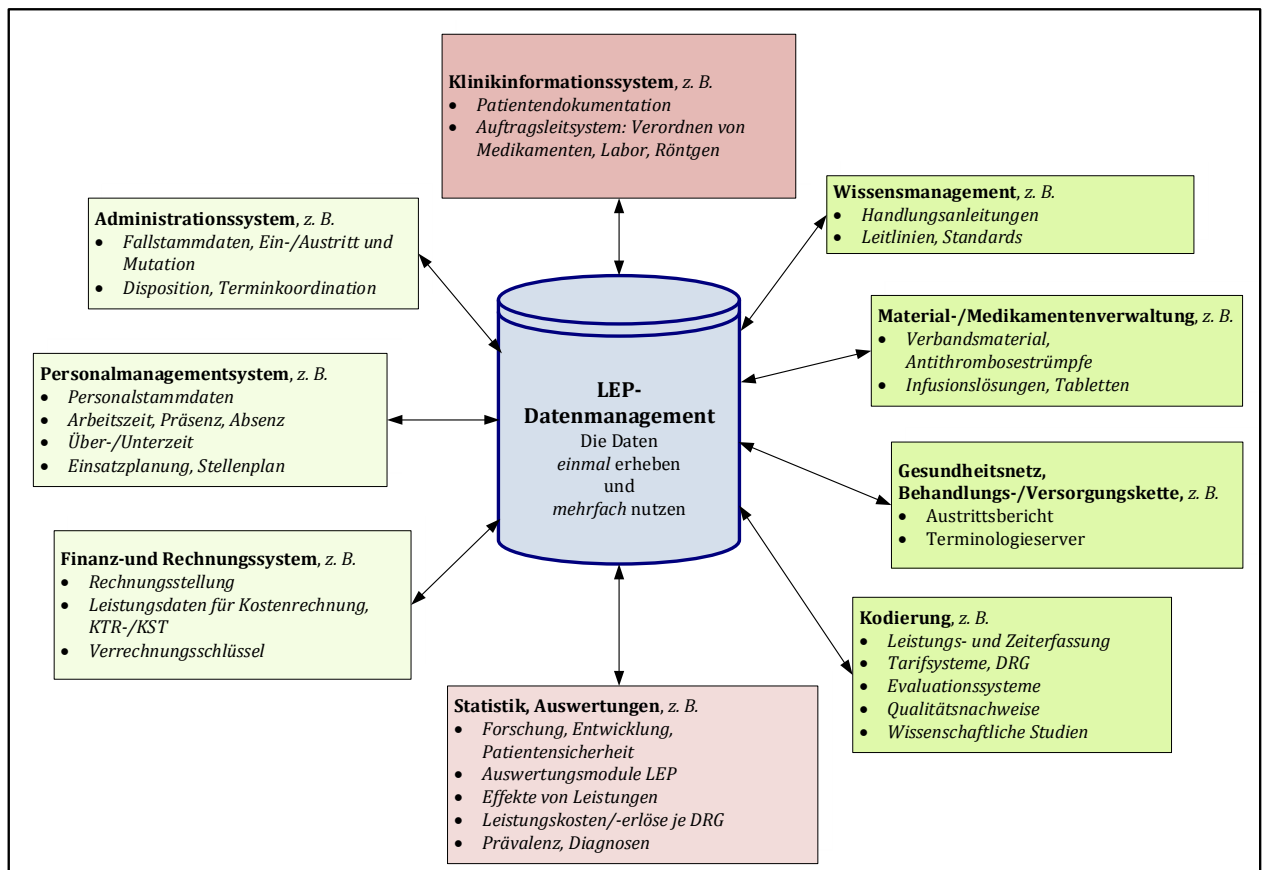 Klinikinformationssystem, z. B.
• Patientendokumentation
• Auftragsleitsystem: Verordnen von
Medikamenten, Labor, Röntgen
Administrationssystem, z. B.
• Fallstammdaten, Ein-/Austritt und
Mutation
• Disposition, Terminkoordination
Personalmanagementsystem, z. B.
• Personalstammdaten
• Arbeitszeit, Präsenz, Absenz
• Über-/Unterzeit
• Einsatzplanung, Stellenplan
Finanz-und Rechnungssystem, z. B.
• Rechnungsstellung
• Leistungsdaten für Kostenrechnung,
KTR-/KST
• Verrechnungsschlüssel
LEP-
Datenmanagement
Die Daten
einmal erheben
und
mehrfach nutzen
Wissensmanagement, z. B.
• Handlungsanleitungen
• Leitlinien, Standards
Material-/Medikamentenverwaltung, z. B.
• Verbandsmaterial,
Antithrombosestrümpfe
• Infusionslösungen, Tabletten
Gesundheitsnetz,
Behandlungs-/Versorgungskette, z. B.
• Austrittsbericht
• Terminologieserver
Kodierung, z. B.
• Leistungs- und Zeiterfassung
• Tarifsysteme, DRG
• Evaluationssysteme
• Qualitätsnachweise
• Wissenschaftliche Studien
Statistik, Auswertungen, z. B.
• Forschung, Entwicklung,
Patientensicherheit
• Auswertungsmodule LEP
• Effekte von Leistungen
• Leistungskosten/-erlöse je DRG
• Prävalenz, Diagnosen